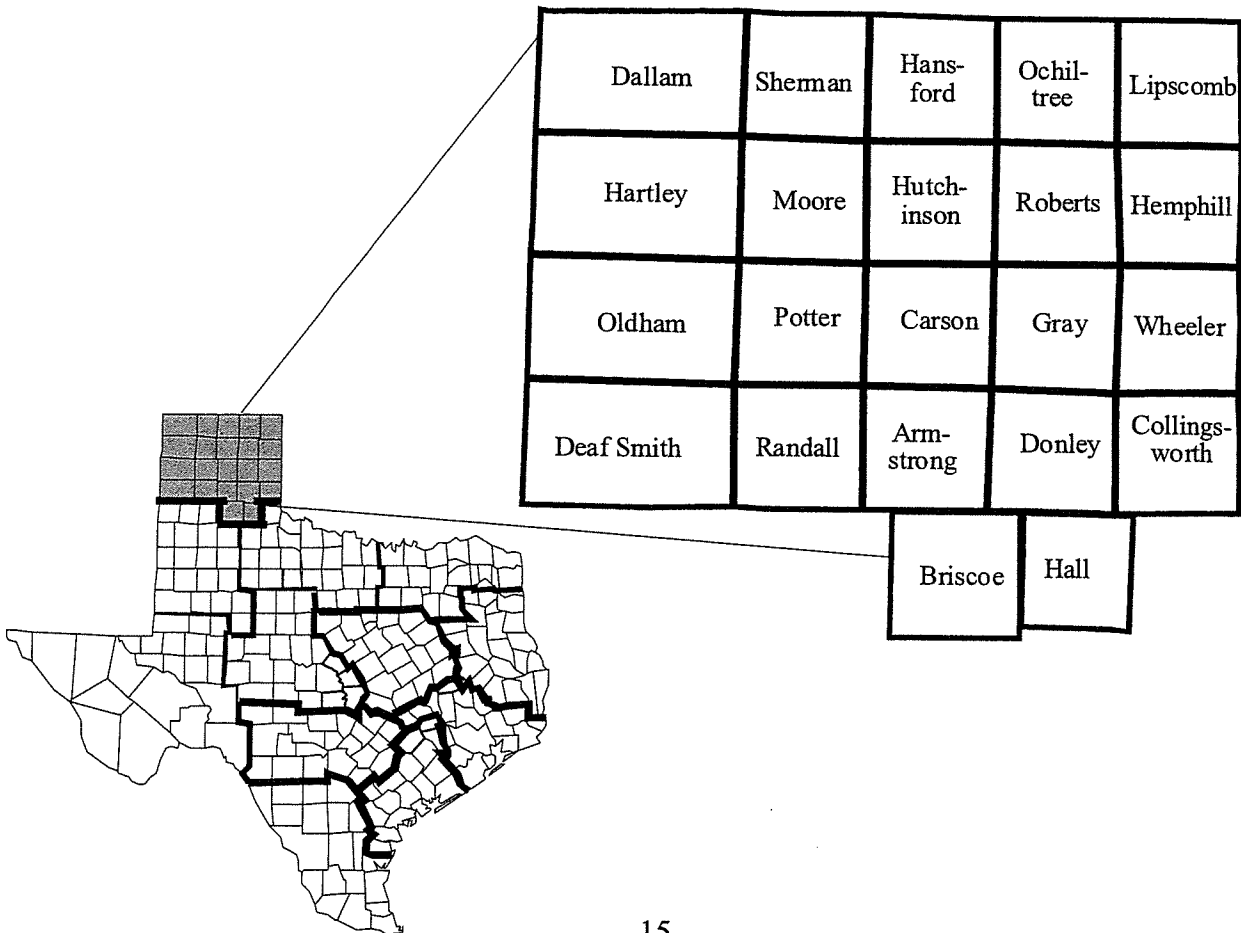 Dallam
Sherman
Hans-
ford
Ochil-
tree
Lipscomb
Hartley
Moore
Hutch-
inson
Roberts
Hemphill
Oldham
Potter
Carson
Gray
Wheeler
Deaf Smith
Randall
Arm-
strong
Donley
Collings-
worth
Briscoe
Hall
15